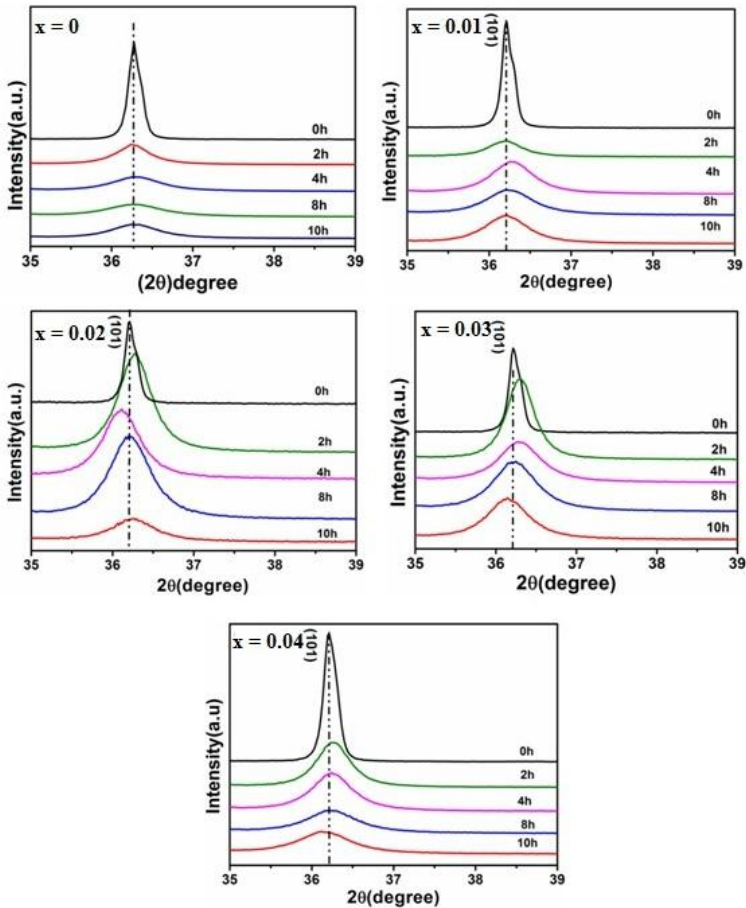 x = 0
0h
2h
4h
8h
10h
Intensity(a.u.)
35 36 37 38 39
(2θ)degree
x = 0.01
(101)
0h
2h
4h
8h
10h
Intensity(a.u.)
35 36 37 38 39
2θ(degree)
x = 0.02
(101)
0h
2h
4h
8h
10h
Intensity(a.u.)
35 36 37 38 39
2θ(degree)
x = 0.03
(101)
0h
2h
4h
8h
10h
Intensity(a.u.)
35 36 37 38 39
2θ(degree)
x = 0.04
(101)
0h
2h
4h
8h
10h
Intensity(a.u)
35 36 37 38 39
2θ(degree)